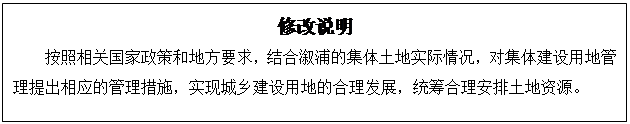 修改说明
按照相关国家政策和地方要求，结合溆浦的集体土地实际情况，对集体建设用地管
理提出相应的管理措施，实现城乡建设用地的合理发展，统筹合理安排土地资源。